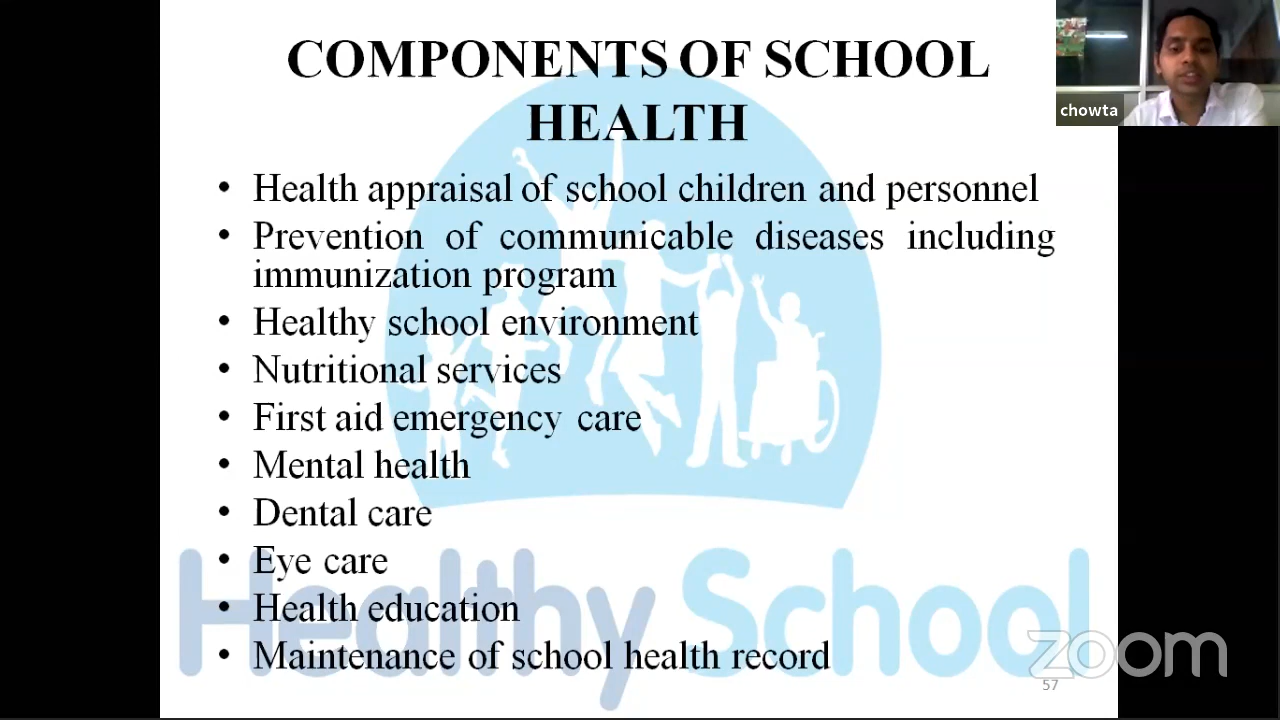 COMPONENTS OF SCHOOL
HEALTH
chowta
• Health appraisal of school children and personnel
• Prevention of communicable diseases including
immunization program
• Healthy school environment
• Nutritional services
• First aid emergency care
• Mental health
• Dental care
• Eye care
• Health education
• Maintenance of school health record
Healthy School
zoom
57